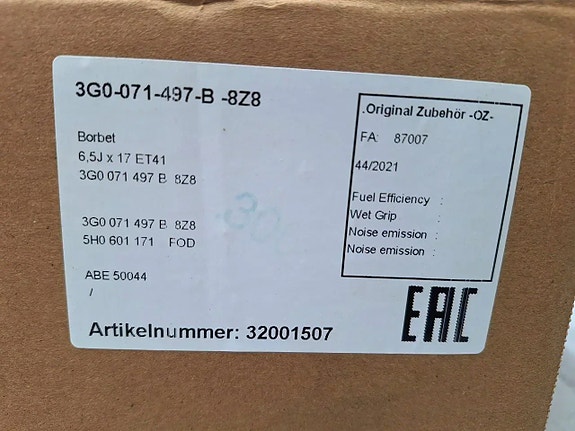 3G0-071-497-B -8Z8
Borbet
6,5J x 17 ET41
3G0 071 497 B 8Z8
3G0 071 497 B 8Z8
5H0 601 171 FOD
ABE 50044
/
Artikelnummer: 32001507
.Original Zubehör -OZ-
FA: 87007
44/2021
Fuel Efficiency :
Wet Grip :
Noise emission :
Noise emission :
EAC